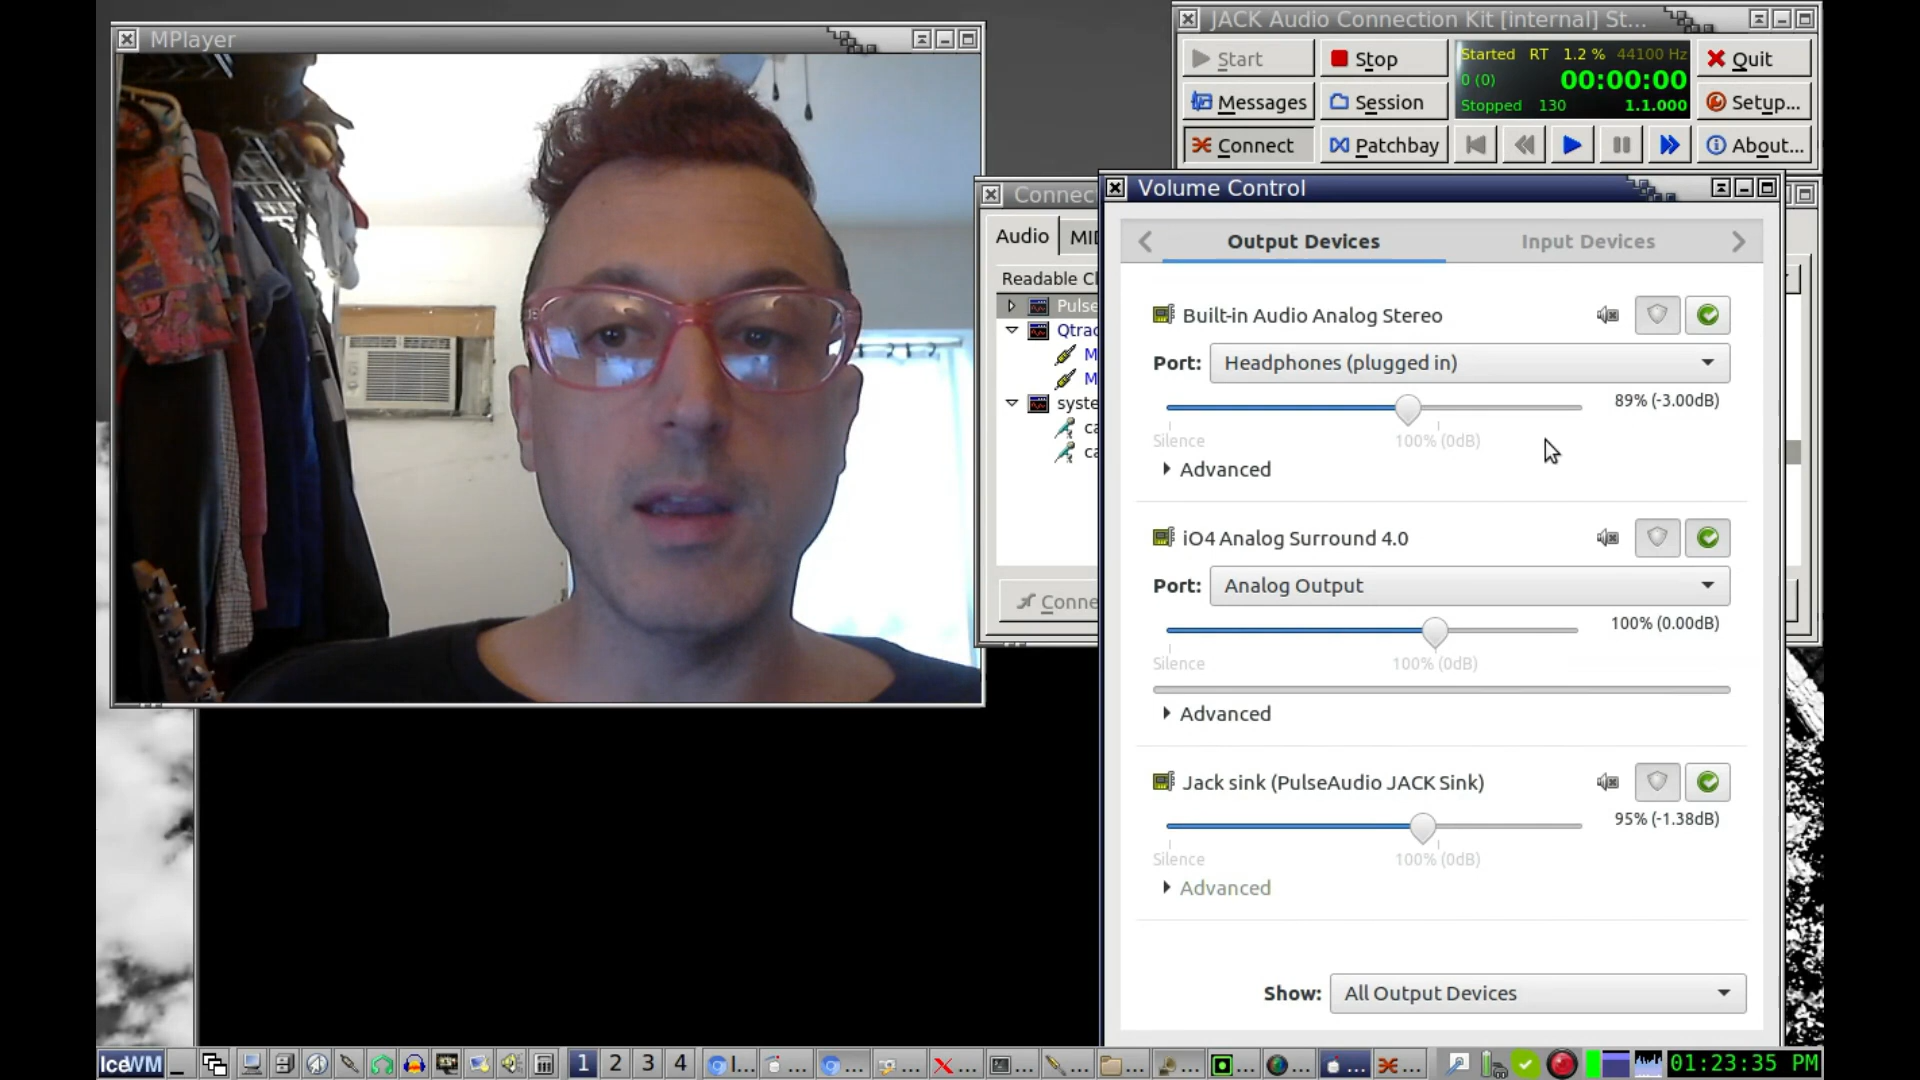 MPlayer
JACK Audio Connection Kit [internal] St...
Start
Stop
Started RT 1.2 % 44100 Hz
0 (0) 00:00:00
Stopped 130 1.1.000
Quit
Messages
Session
Setup...
Connect
Patchbay
About...
Connec
Audio
MI
Readable Cl
Pulse
Qtrac
M
M
syste
ca
ca
Conne
Volume Control
Output Devices
Input Devices
Built-in Audio Analog Stereo
Port: Headphones (plugged in)
89% (-3.00dB)
Silence 100% (0dB)
Advanced
iO4 Analog Surround 4.0
Port: Analog Output
100% (0.00dB)
Silence 100% (0dB)
Advanced
Jack sink (PulseAudio JACK Sink)
95% (-1.38dB)
Silence 100% (0dB)
Advanced
Show: All Output Devices
IceWM 1 2 3 4 I... ... ... ... ... ... ... ... ... ... ... ... ... 01:23:35 PM